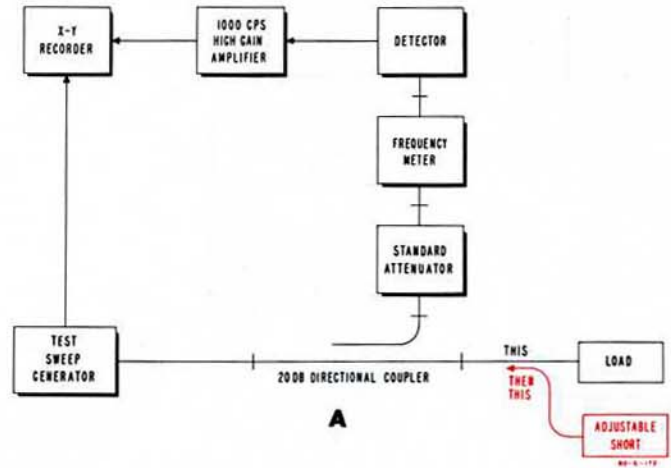 X-Y
RECORDER
1000 CPS
HIGH GAIN
AMPLIFIER
DETECTOR
FREQUENCY
METER
STANDARD
ATTENUATOR
TEST
SWEEP
GENERATOR
20DB DIRECTIONAL COUPLER
THIS
LOAD
THEN
THIS
A
ADJUSTABLE
SHORT